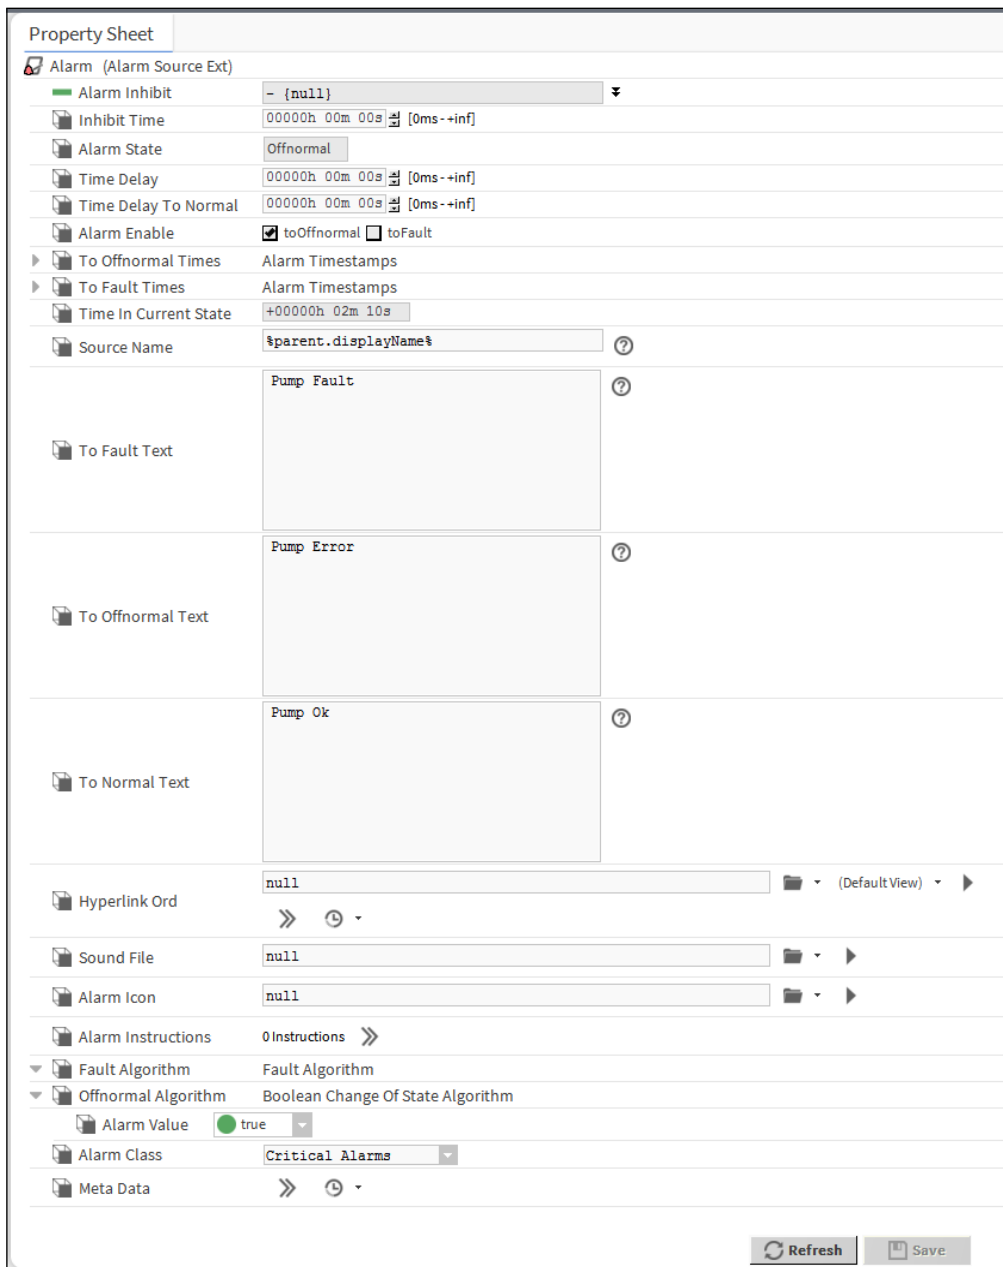 Property Sheet
Alarm (Alarm Source Ext)
Alarm Inhibit - {null}
Inhibit Time 00000h 00m 00s [0ms-+inf]
Alarm State Offnormal
Time Delay 00000h 00m 00s [0ms-+inf]
Time Delay To Normal 00000h 00m 00s [0ms-+inf]
Alarm Enable toOffnormal toFault
To Offnormal Times Alarm Timestamps
To Fault Times Alarm Timestamps
Time In Current State +00000h 02m 10s
Source Name %parent.displayName%
To Fault Text Pump Fault
To Offnormal Text Pump Error
To Normal Text Pump Ok
Hyperlink Ord null (Default View)
Sound File null
Alarm Icon null
Alarm Instructions 0 Instructions
Fault Algorithm Fault Algorithm
Offnormal Algorithm Boolean Change Of State Algorithm
Alarm Value true
Alarm Class Critical Alarms
Meta Data
Refresh Save